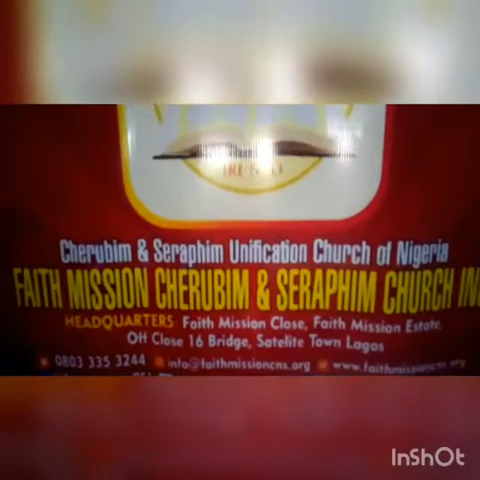 Cherubim & Seraphim Unification Church of Nigeria
FAITH MISSION CHERUBIM & SERAPHIM CHURCH IN
HEADQUARTERS: Faith Mission Close, Faith Mission Estate,
Off Close 16 Bridge, Satelite Town Lagos
0803 335 3244 info@faithmissioncns.org www.faithmissioncns.org
InShOt